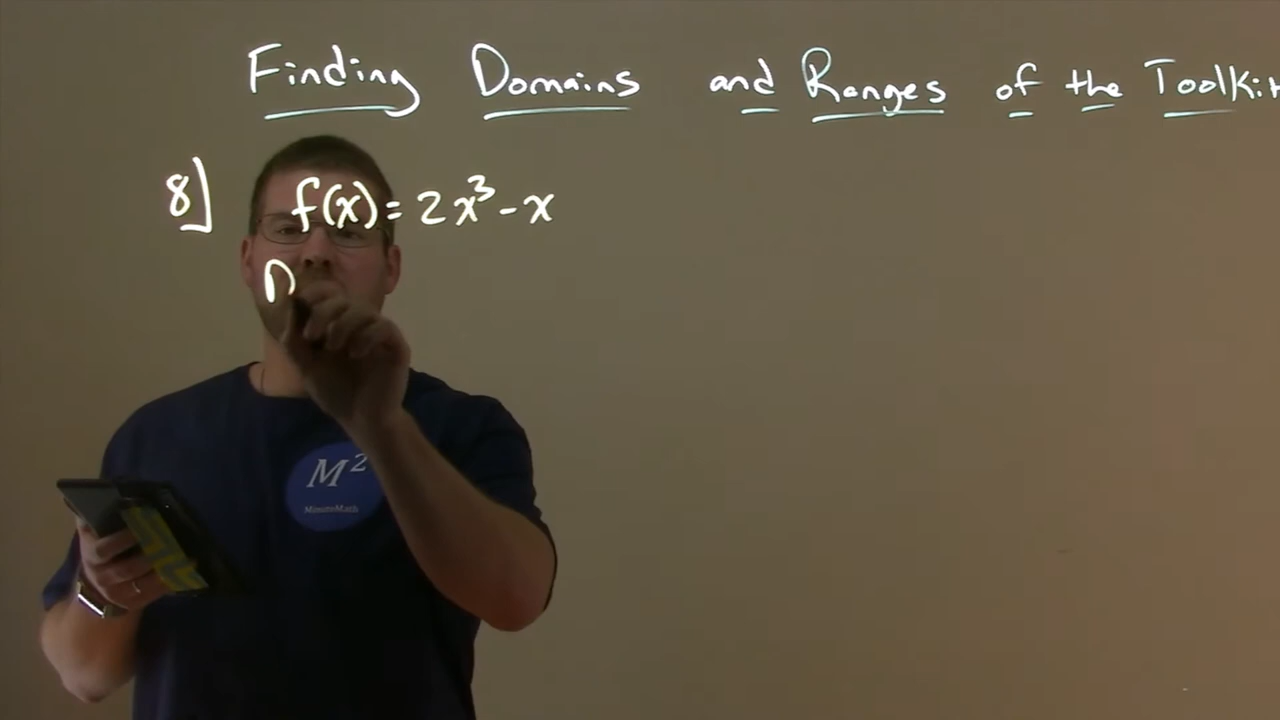 Finding Domains and Ranges of the Toolkit
8] f(x) = 2x³ - x
D
M²
MinuteMath